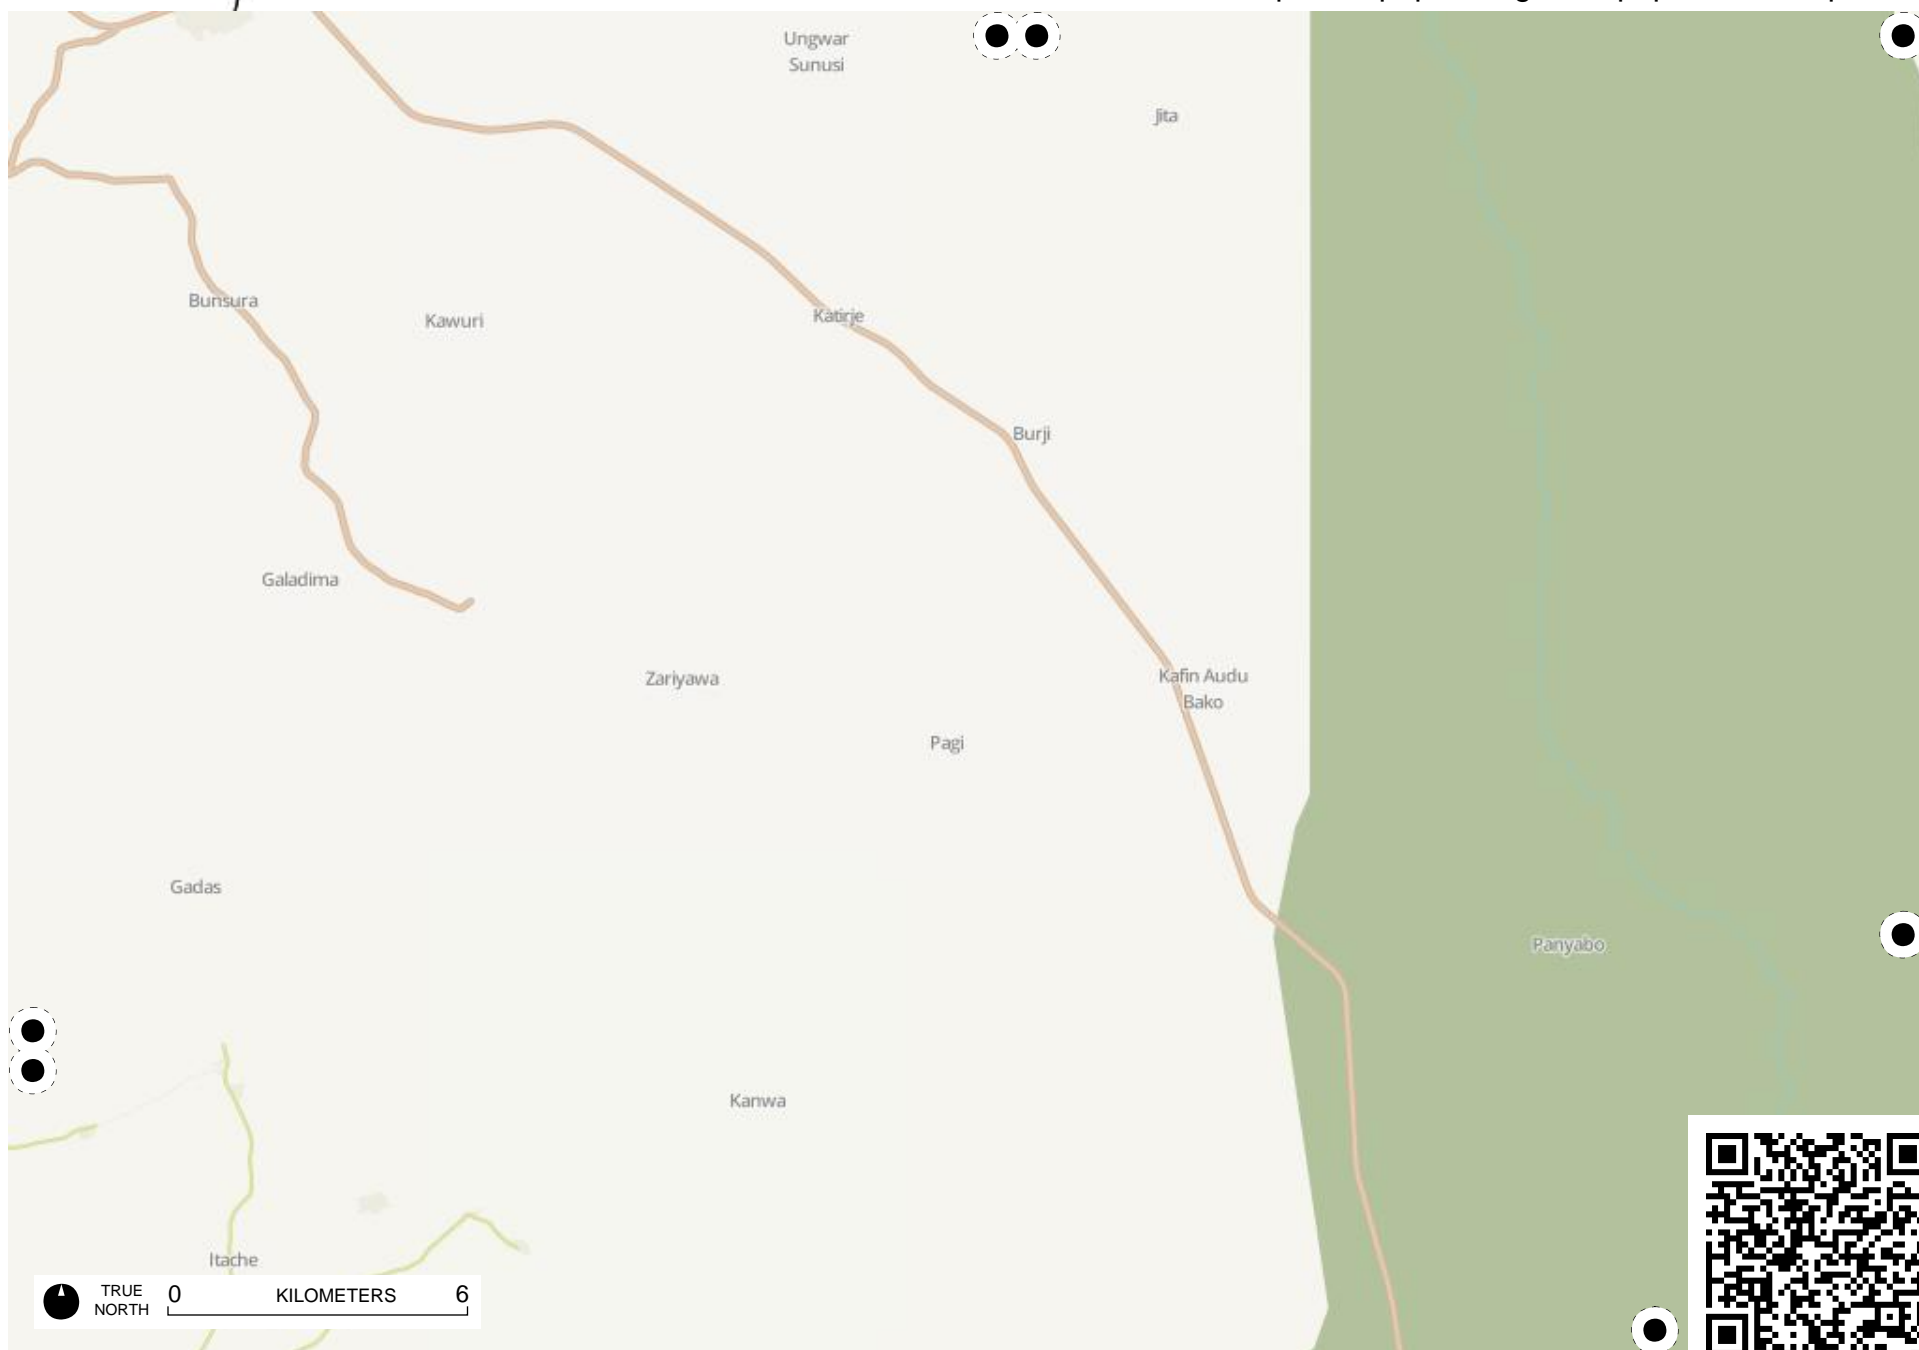 Ungwar
Sunusi
Jita
Bunsura
Kawuri
Katirje
Burji
Galadima
Kafin Audu
Bako
Zariyawa
Pagi
Gadas
Panyabo
Kanwa
Itache
TRUE
NORTH
0 KILOMETERS 6